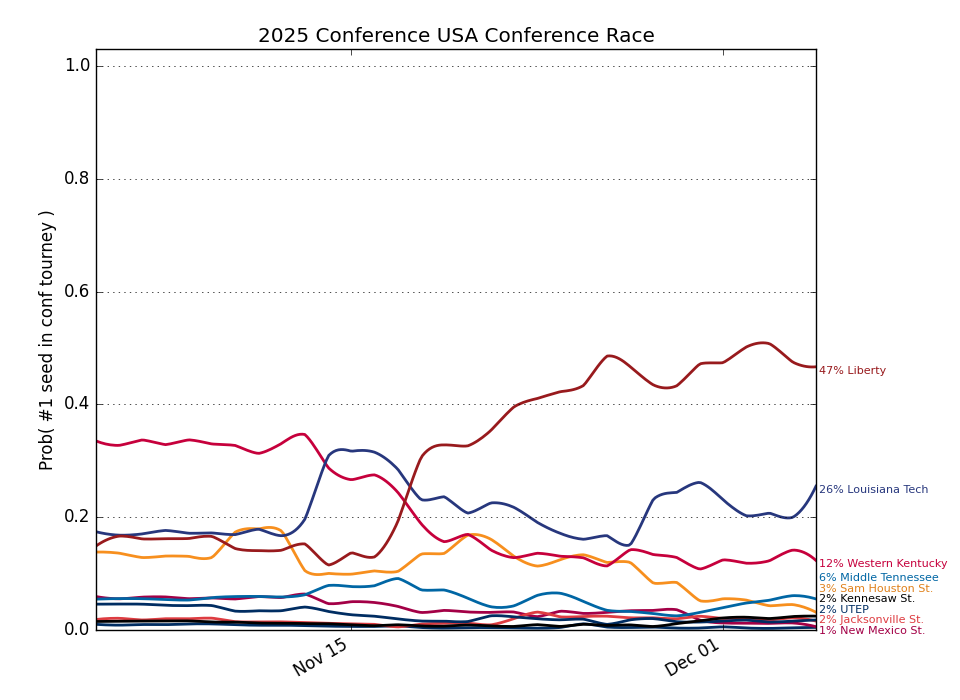 2025 Conference USA Conference Race
Prob( #1 seed in conf tourney )
1.0
0.8
0.6
0.4
0.2
0.0
Nov 15
Dec 01
47% Liberty
26% Louisiana Tech
12% Western Kentucky
6% Middle Tennessee
3% Sam Houston St.
2% Kennesaw St.
2% UTEP
2% Jacksonville St.
1% New Mexico St.